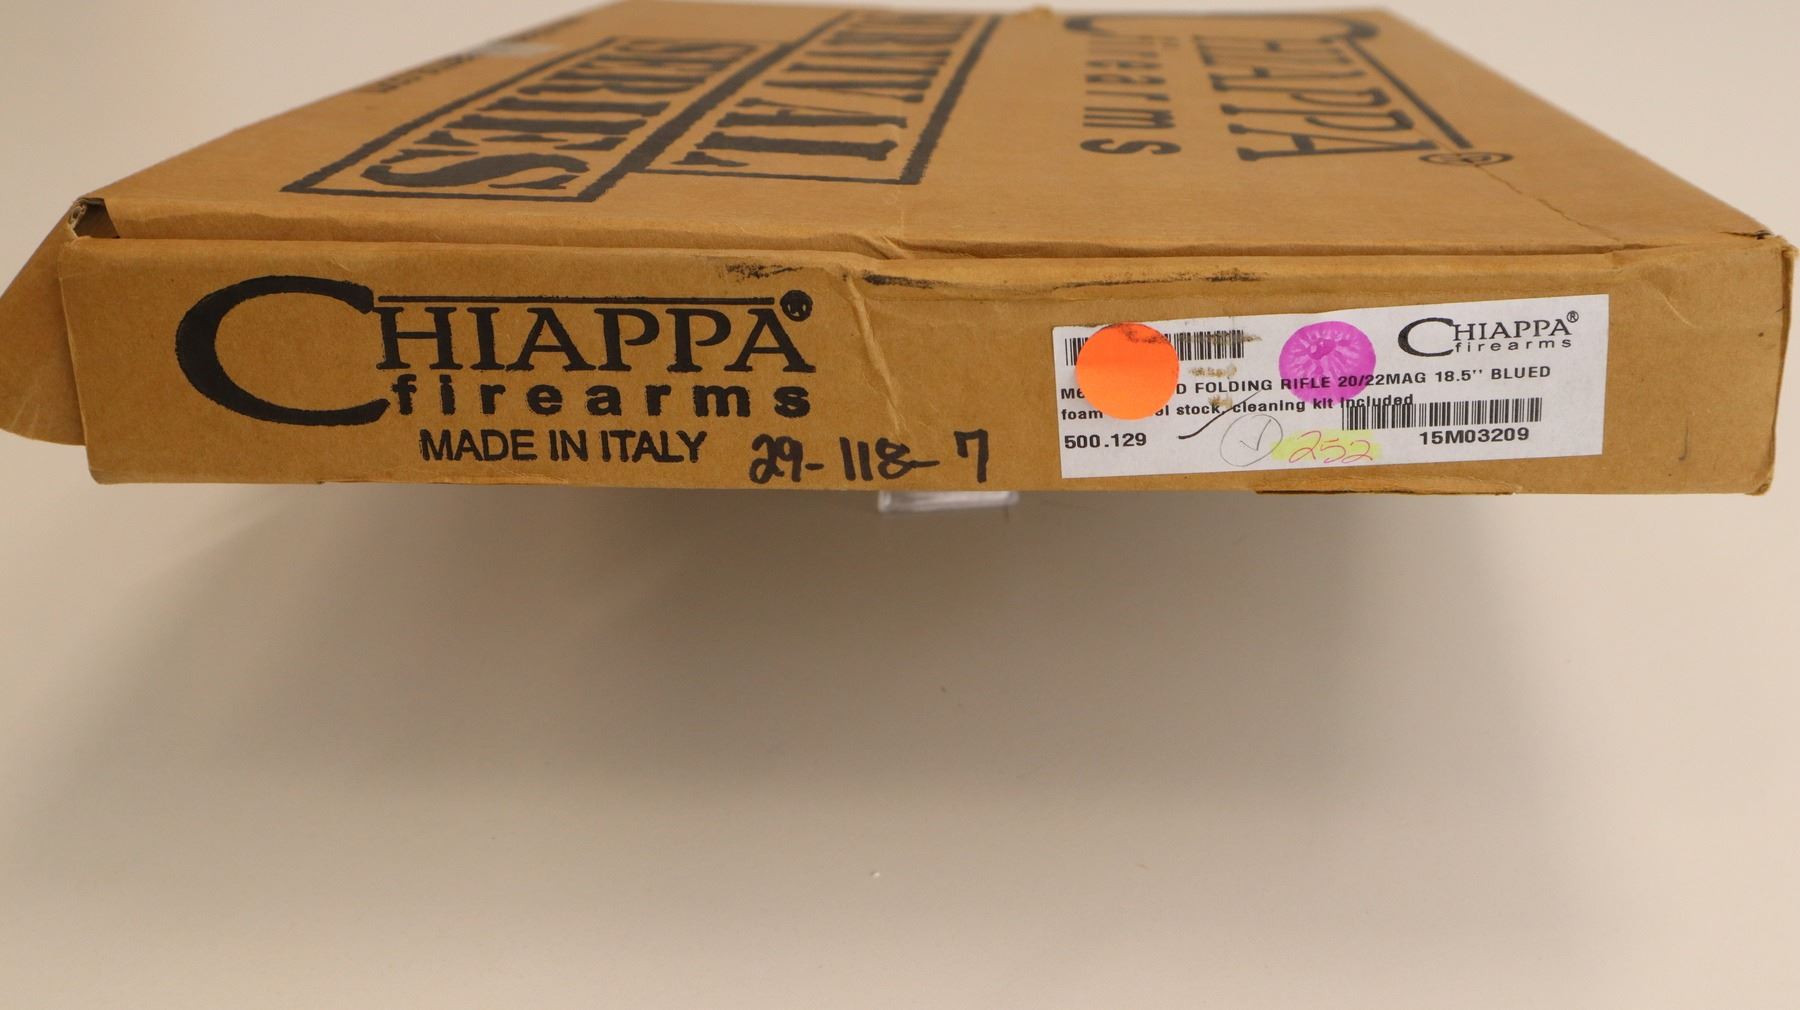 SURVIVAL
SERIES
CHIAPPA®
firearms
CHIAPPA®
firearms
MADE IN ITALY
29-118-7
CHIAPPA®
firearms
FOLDING RIFLE 20/22MAG 18.5'' BLUED
foam stock, cleaning kit included
500.129
252
15M03209